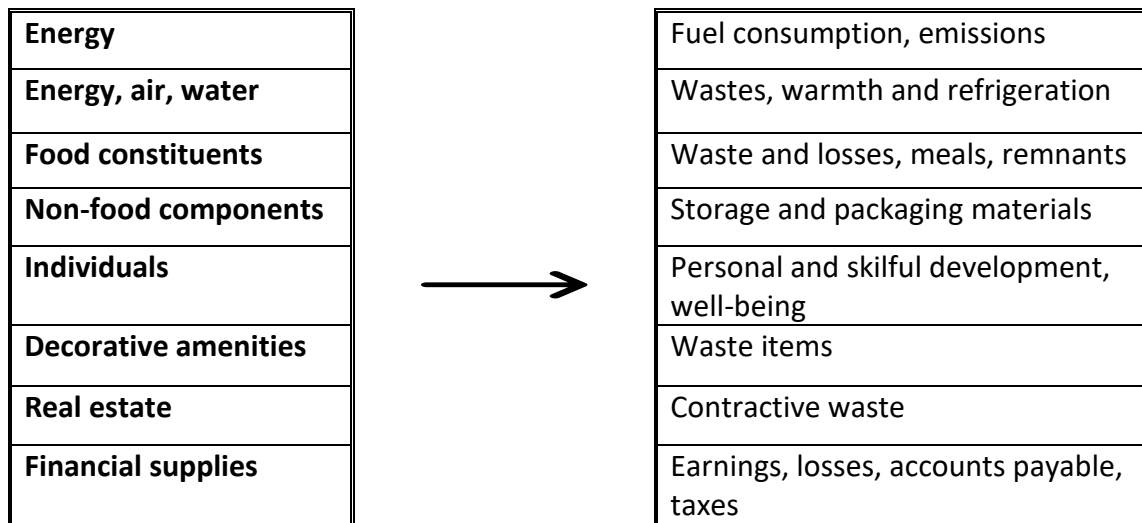 Energy
Fuel consumption, emissions
Energy, air, water
Wastes, warmth and refrigeration
Food constituents
Waste and losses, meals, remnants
Non-food components
Storage and packaging materials
Individuals
Personal and skilful development,
well-being
Decorative amenities
Waste items
Real estate
Contractive waste
Financial supplies
Earnings, losses, accounts payable,
taxes